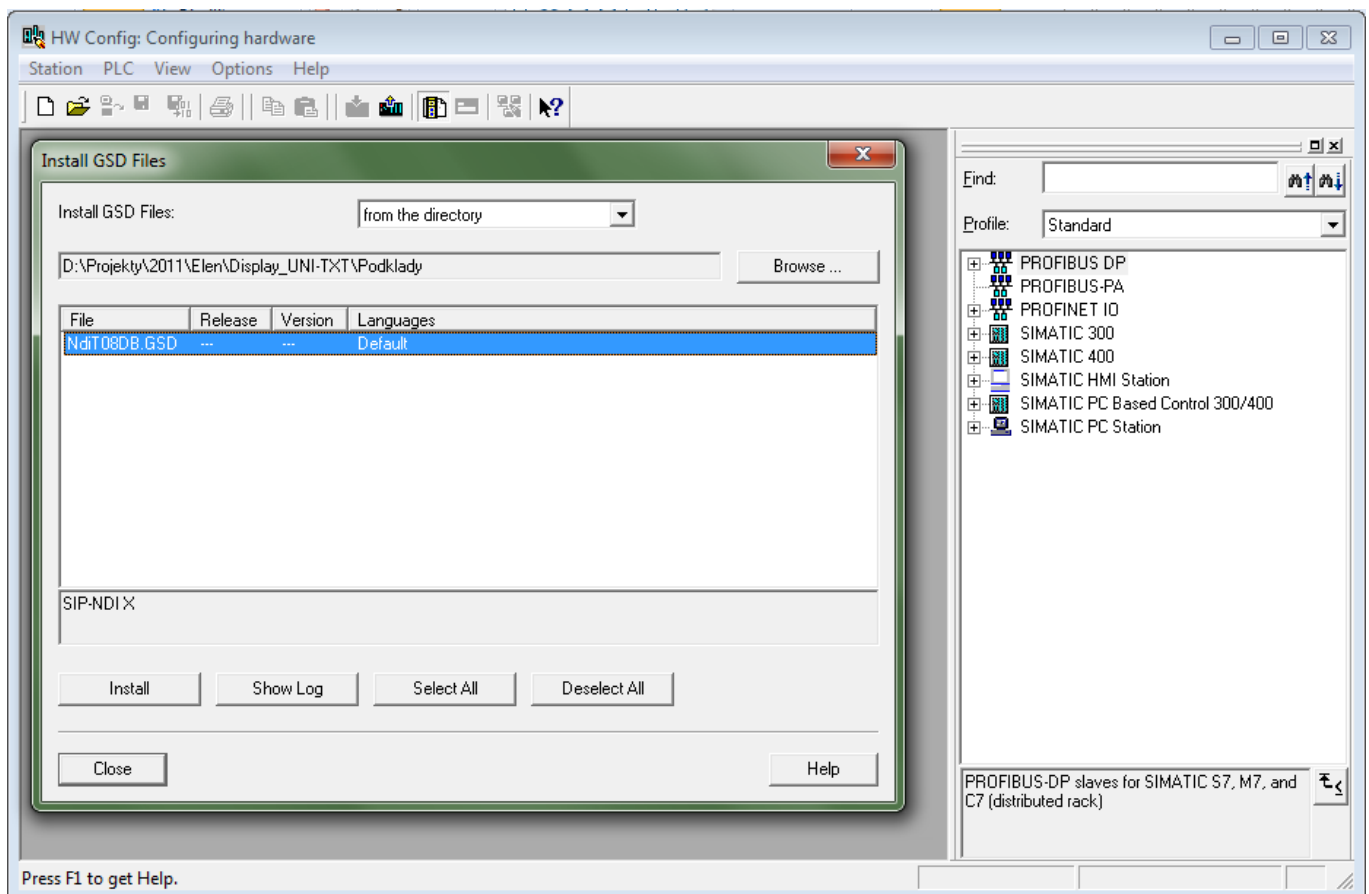 HW Config: Configuring hardware
Station PLC View Options Help
Install GSD Files
Install GSD Files:
from the directory
D:\Projekty\2011\Elen\Display_UNI-TXT\Podklady
Browse ...
File Release Version Languages
NdiT08DB.GSD --- --- Default
SIP-NDI X
Install Show Log Select All Deselect All
Close Help
Find:
Profile: Standard
PROFIBUS DP
PROFIBUS-PA
PROFINET IO
SIMATIC 300
SIMATIC 400
SIMATIC HMI Station
SIMATIC PC Based Control 300/400
SIMATIC PC Station
PROFIBUS-DP slaves for SIMATIC S7, M7, and
C7 (distributed rack)
Press F1 to get Help.